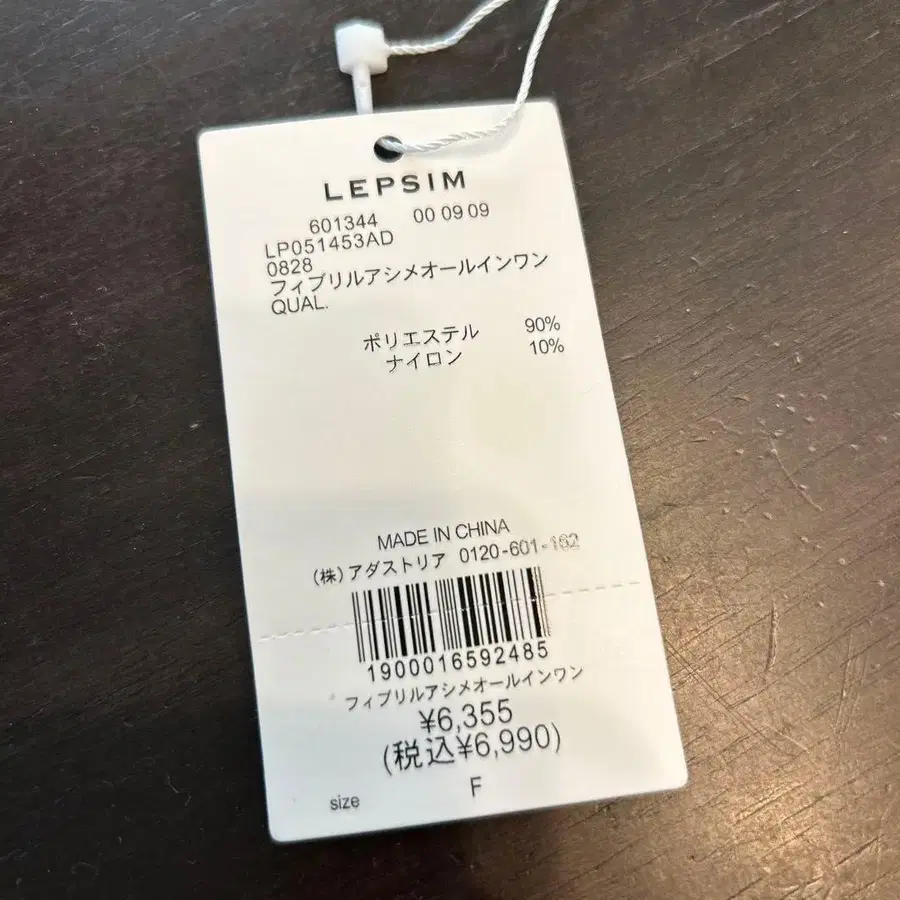 LEPSIM
601344 00 09 09
LP051453AD
0828
フィブリルアシメオールインワン
QUAL.
ポリエステル 90%
ナイロン 10%
MADE IN CHINA
(株)アダストリア 0120-601-162
1900016592485
フィブリルアシメオールインワン
¥6,355
(税込¥6,990)
size F